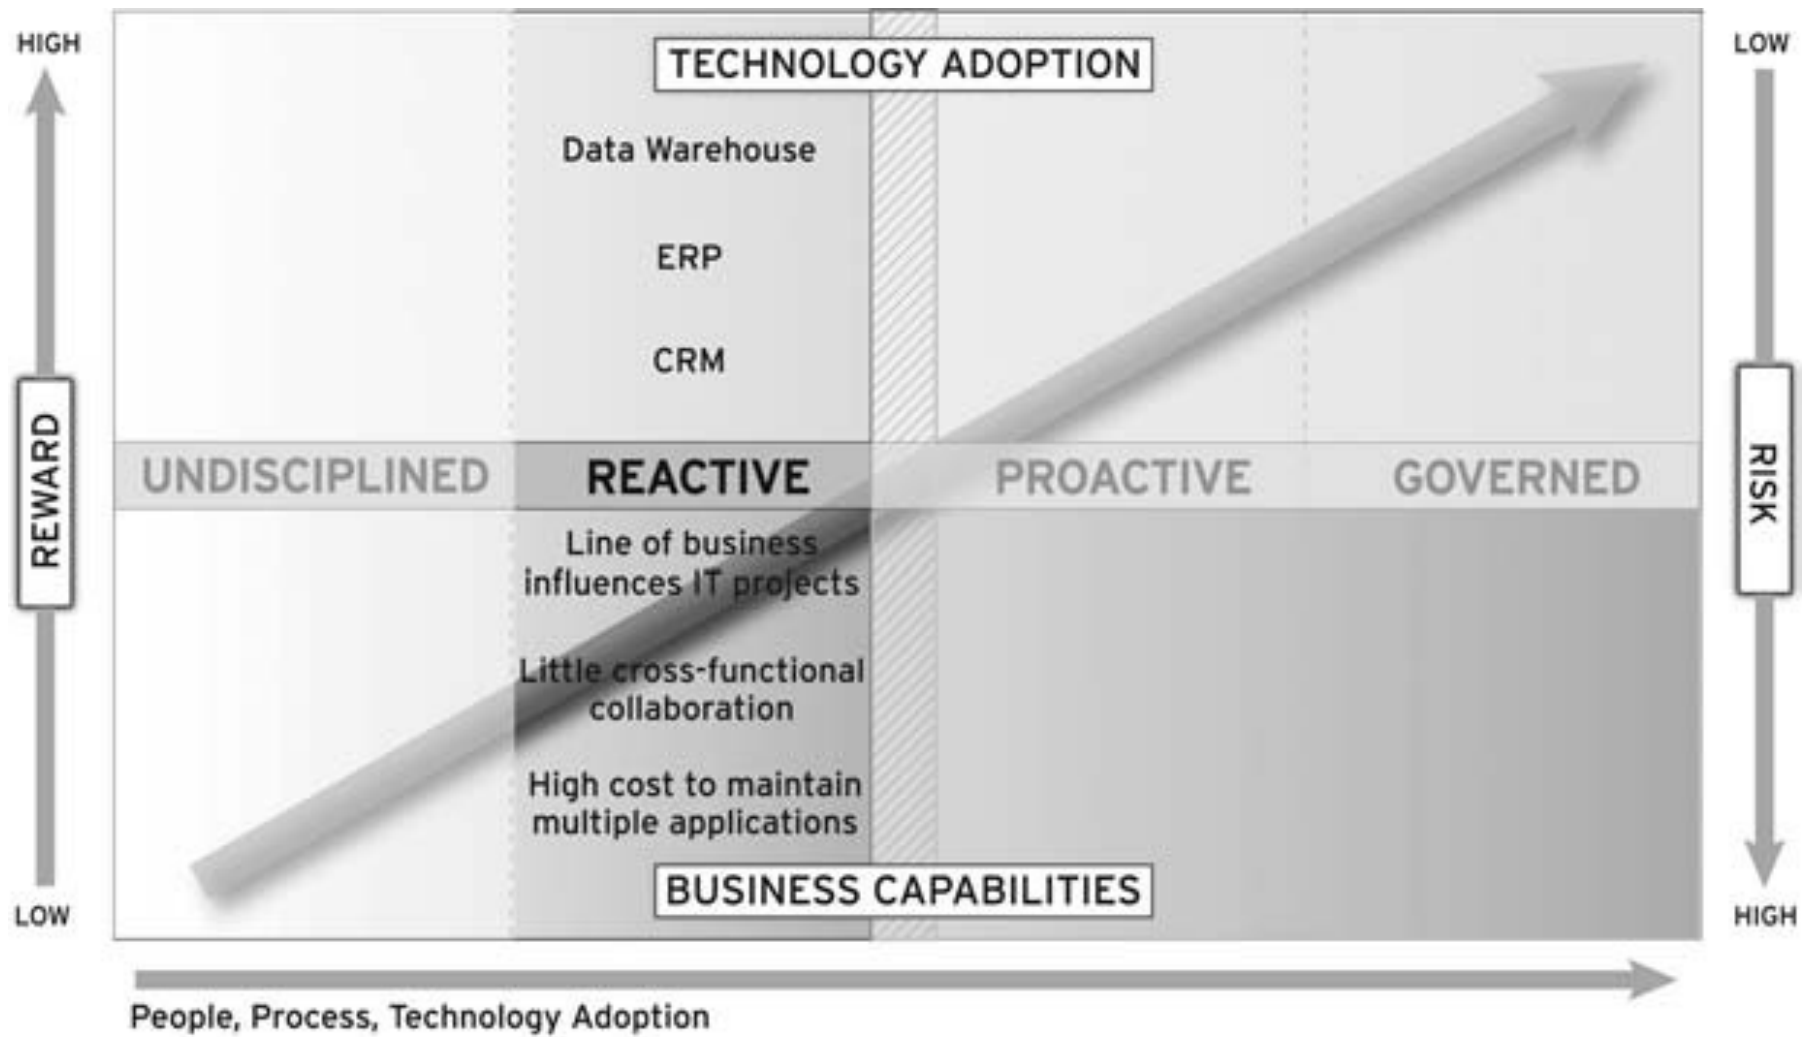 HIGH
LOW
TECHNOLOGY ADOPTION
Data Warehouse
ERP
CRM
REWARD
UNDISCIPLINED
REACTIVE
PROACTIVE
GOVERNED
RISK
Line of business
influences IT projects
Little cross-functional
collaboration
High cost to maintain
multiple applications
BUSINESS CAPABILITIES
LOW
HIGH
People, Process, Technology Adoption